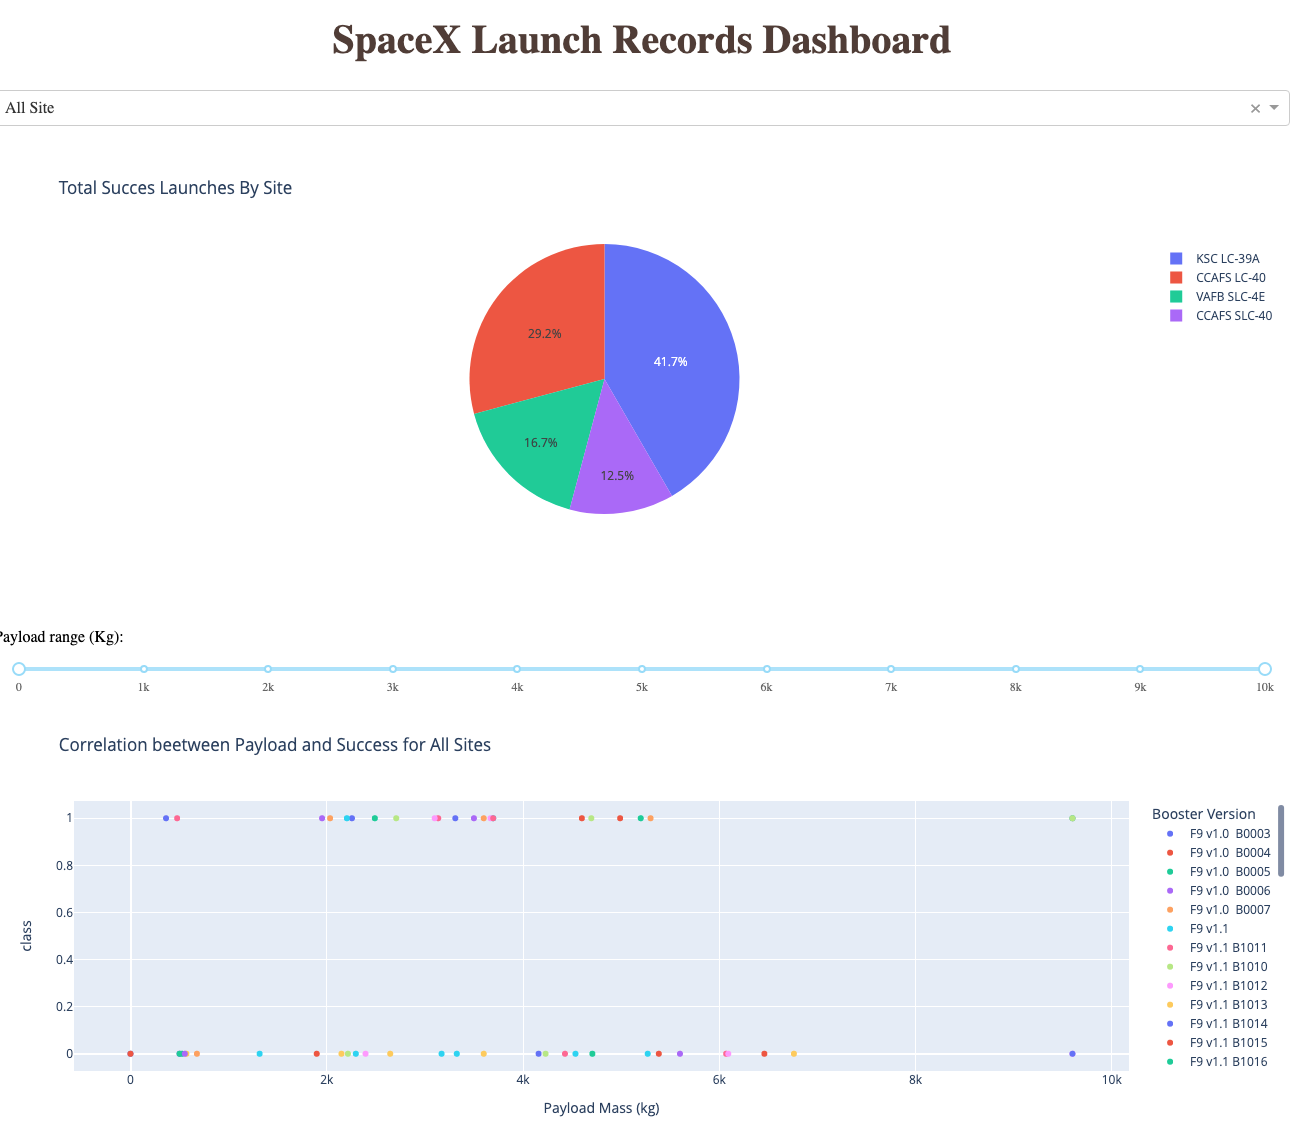 SpaceX Launch Records Dashboard
All Site
Total Succes Launches By Site
KSC LC-39A
CCAFS LC-40
VAFB SLC-4E
CCAFS SLC-40
29.2%
41.7%
16.7%
12.5%
Payload range (Kg):
0 1k 2k 3k 4k 5k 6k 7k 8k 9k 10k
Correlation beetween Payload and Success for All Sites
1
0.8
0.6
0.4
0.2
0
class
0 2k 4k 6k 8k 10k
Payload Mass (kg)
Booster Version
F9 v1.0 B0003
F9 v1.0 B0004
F9 v1.0 B0005
F9 v1.0 B0006
F9 v1.0 B0007
F9 v1.1
F9 v1.1 B1011
F9 v1.1 B1010
F9 v1.1 B1012
F9 v1.1 B1013
F9 v1.1 B1014
F9 v1.1 B1015
F9 v1.1 B1016